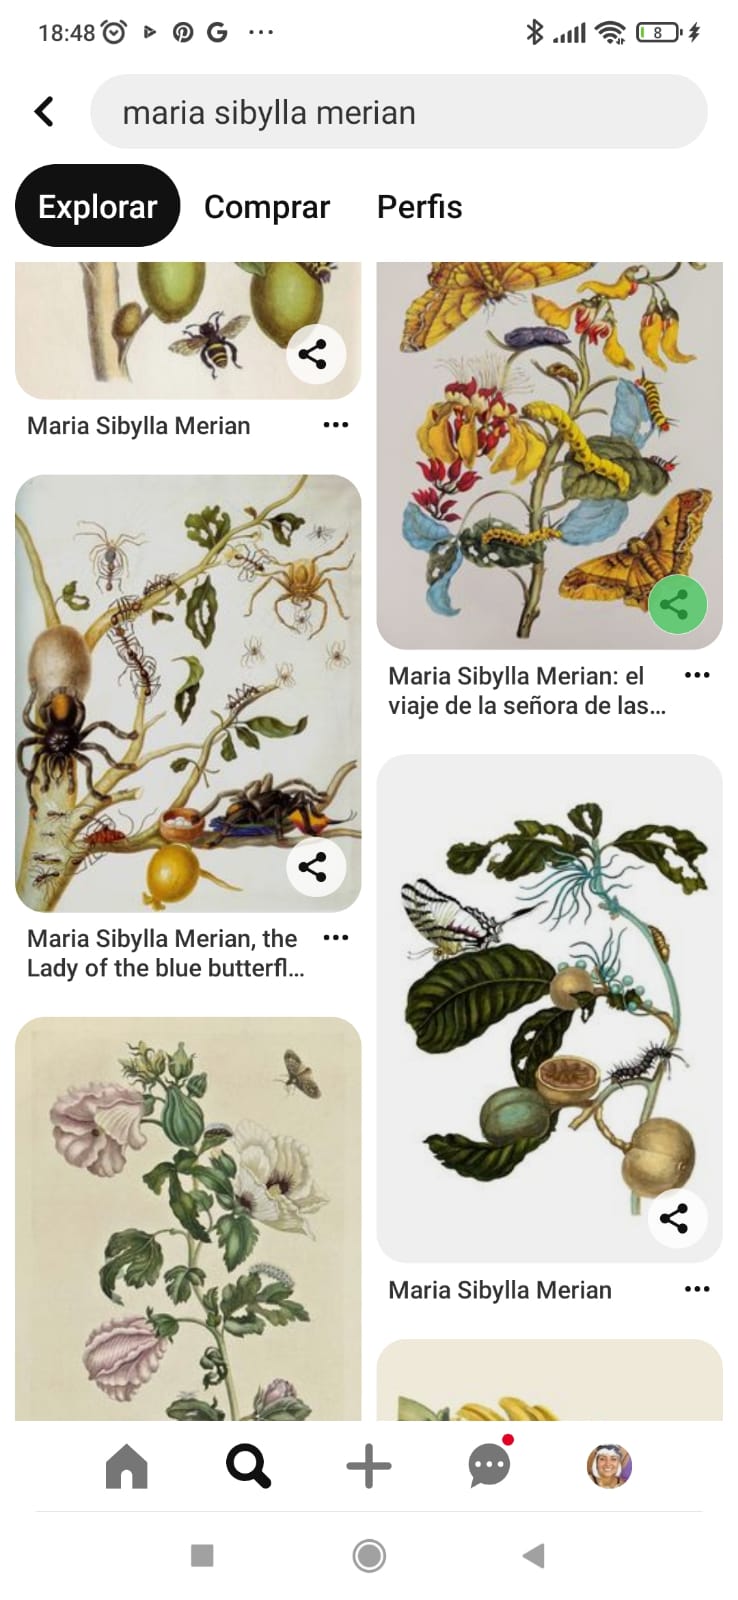 18:48
8
maria sibylla merian
Explorar Comprar Perfis
Maria Sibylla Merian
Maria Sibylla Merian: el
viaje de la señora de las...
Maria Sibylla Merian, the
Lady of the blue butterfl...
Maria Sibylla Merian